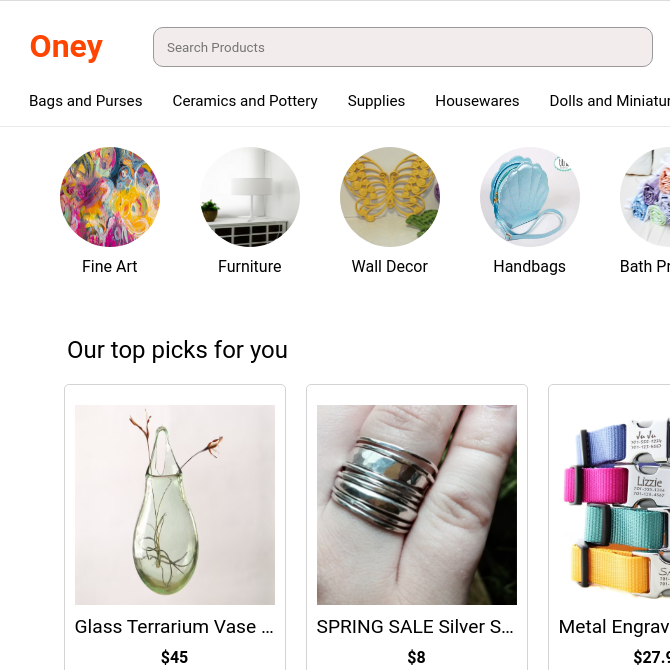 Oney
Search Products
Bags and Purses Ceramics and Pottery Supplies Housewares Dolls and Miniatur
Fine Art Furniture Wall Decor Handbags Bath Pr
Our top picks for you
Lizzie
Glass Terrarium Vase ... SPRING SALE Silver S... Metal Engrav
$45 $8 $27.9